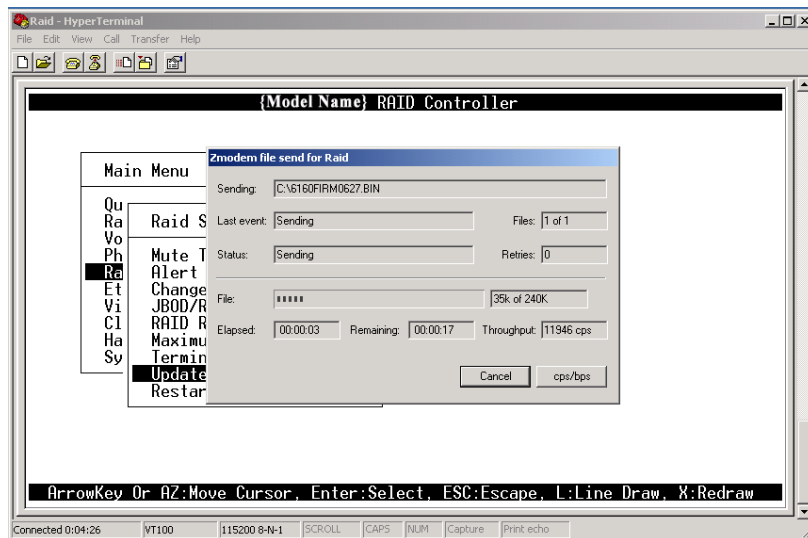 Raid - HyperTerminal
File Edit View Call Transfer Help
{Model Name} RAID Controller
Main Menu
Qu
Ra
Vo
Ph
Ra
Et
Vi
Cl
Ha
Sy
Raid S
Mute T
Alert
Change
JBOD/R
RAID R
Maximu
Termin
Update
Restar
Zmodem file send for Raid
Sending: C:\6160FIRM0627.BIN
Last event: Sending Files: 1 of 1
Status: Sending Retries: 0
File: 35k of 240K
Elapsed: 00:00:03 Remaining: 00:00:17 Throughput: 11946 cps
Cancel cps/bps
ArrowKey Or AZ:Move Cursor, Enter:Select, ESC:Escape, L:Line Draw, X:Redraw
Connected 0:04:26 VT100 115200 8-N-1 SCROLL CAPS NUM Capture Print echo